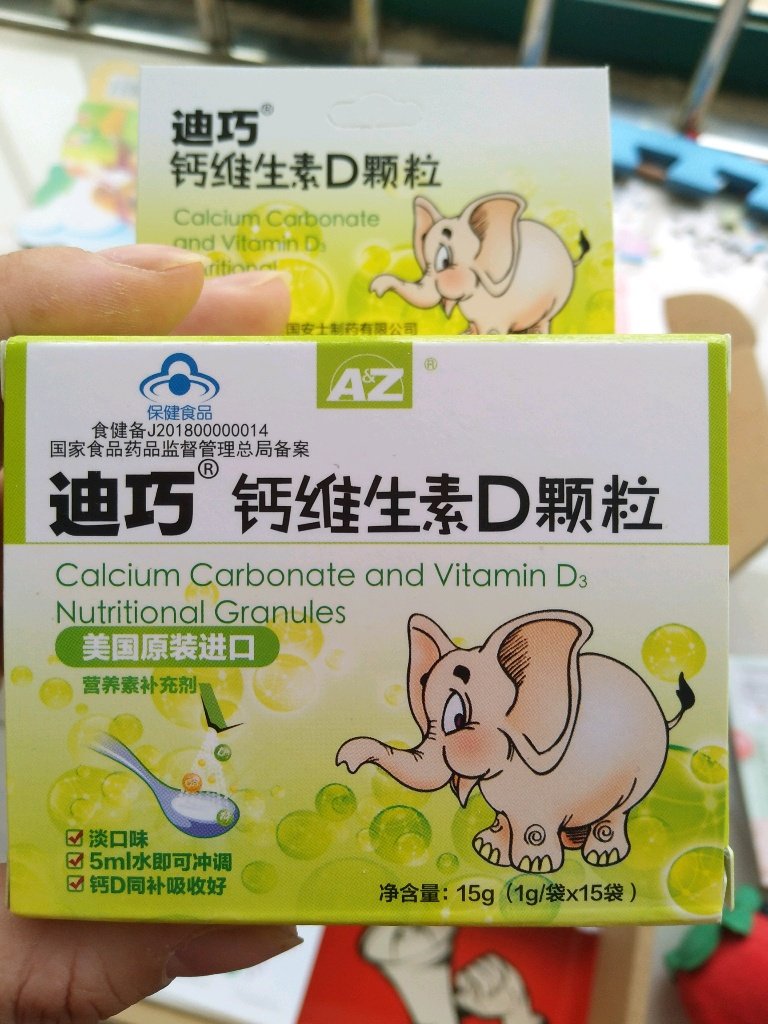 迪巧®
钙维生素D颗粒
Calcium Carbonate
and Vitamin D₃
国安士制药有限公司
A&Z ®
保健食品
食健备J201800000014
国家食品药品监督管理总局备案
迪巧® 钙维生素D颗粒
Calcium Carbonate and Vitamin D₃
Nutritional Granules
美国原装进口
营养素补充剂
淡口味
5ml水即可冲调
钙D同补吸收好
净含量：15g（1g/袋x15袋）